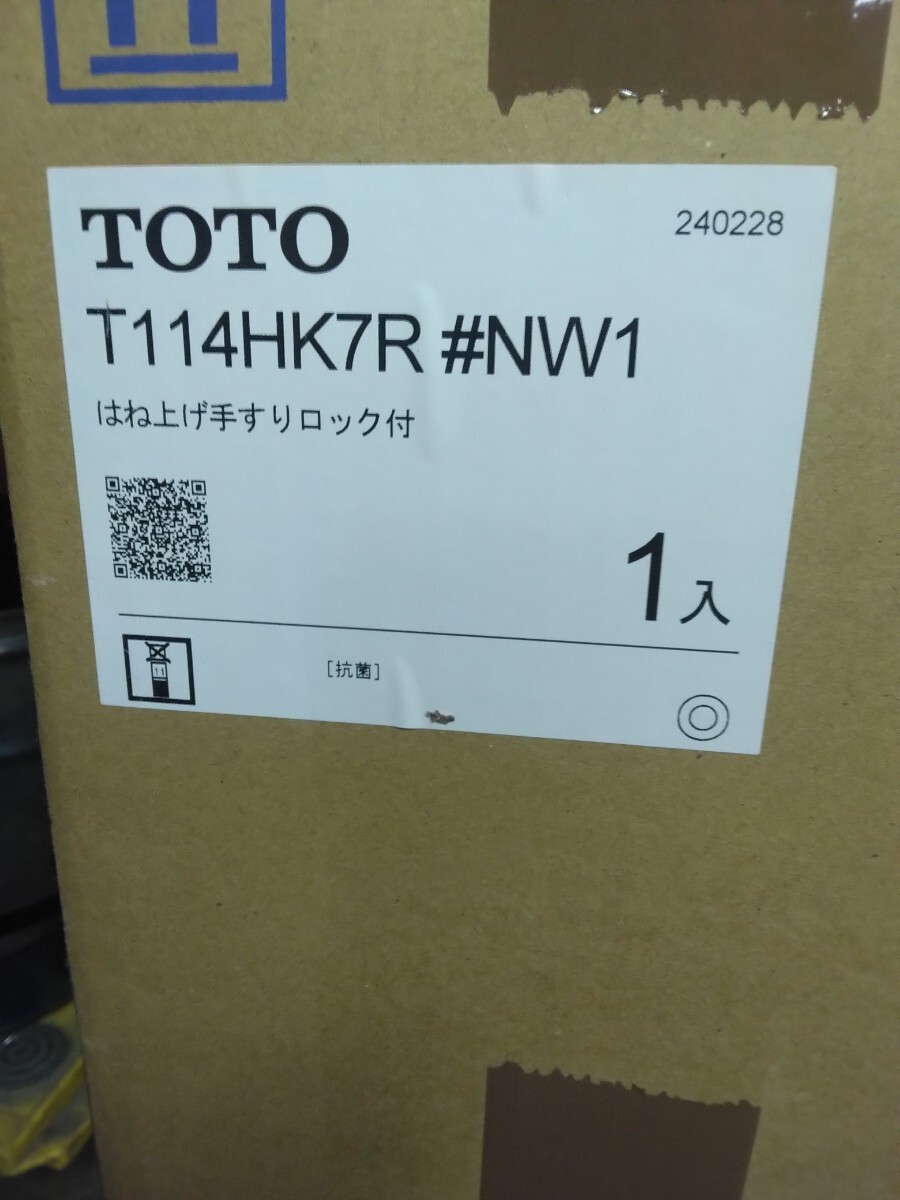 TOTO
240228
T114HK7R #NW1
はね上げ手すりロック付
1入
11
[抗菌]